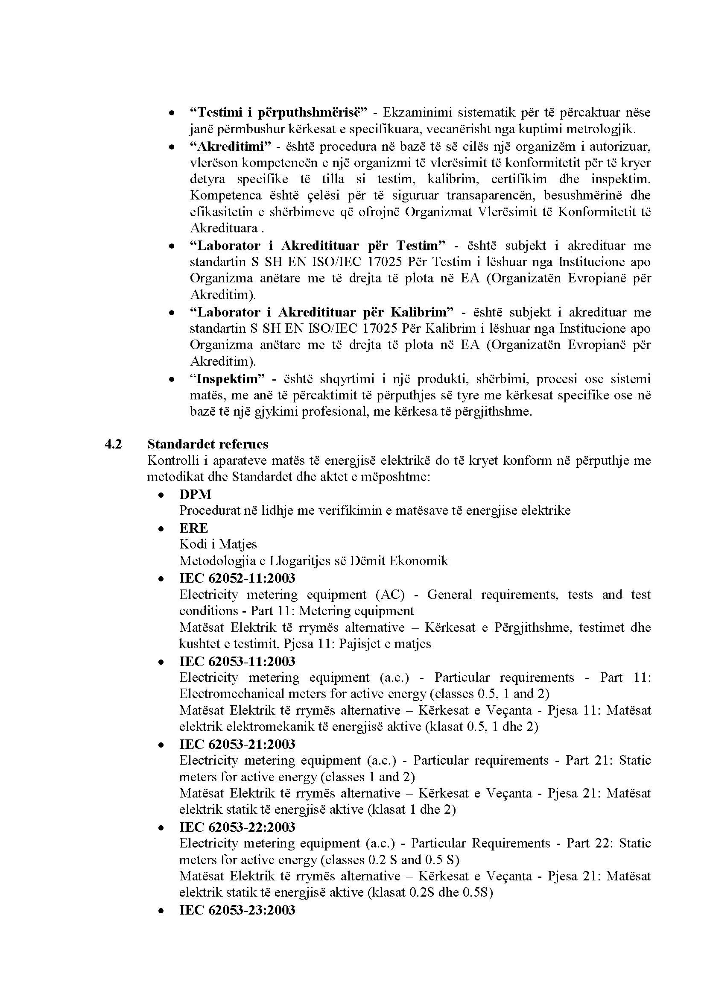 • “Testimi i përputhshmërisë” - Ekzaminimi sistematik për të përcaktuar nëse
janë përmbushur kërkesat e specifikuara, vecanërisht nga kuptimi metrologjik.
• “Akreditimi” - është procedura në bazë të së cilës një organizëm i autorizuar,
vlerëson kompetencën e një organizmi të vlerësimit të konformitetit për të kryer
detyra specifike të tilla si testim, kalibrim, certifikim dhe inspektim.
Kompetenca është çelësi për të siguruar transaparencën, besushmërinë dhe
efikasitetin e shërbimeve që ofrojnë Organizmat Vlerësimit të Konformitetit të
Akredituara .
• “Laborator i Akreditituar për Testim” - është subjekt i akredituar me
standartin S SH EN ISO/IEC 17025 Për Testim i lëshuar nga Institucione apo
Organizma anëtare me të drejta të plota në EA (Organizatën Evropianë për
Akreditim).
• “Laborator i Akreditituar për Kalibrim” - është subjekt i akredituar me
standartin S SH EN ISO/IEC 17025 Për Kalibrim i lëshuar nga Institucione apo
Organizma anëtare me të drejta të plota në EA (Organizatën Evropianë për
Akreditim).
• “Inspektim” - është shqyrtimi i një produkti, shërbimi, procesi ose sistemi
matës, me anë të përcaktimit të përputhjes së tyre me kërkesat specifike ose në
bazë të një gjykimi profesional, me kërkesa të përgjithshme.
4.2 Standardet referues
Kontrolli i aparateve matës të energjisë elektrikë do të kryet konform në përputhje me
metodikat dhe Standardet dhe aktet e mëposhtme:
• DPM
Procedurat në lidhje me verifikimin e matësave të energjise elektrike
• ERE
Kodi i Matjes
Metodologjia e Llogaritjes së Dëmit Ekonomik
• IEC 62052-11:2003
Electricity metering equipment (AC) - General requirements, tests and test
conditions - Part 11: Metering equipment
Matësat Elektrik të rrymës alternative – Kërkesat e Përgjithshme, testimet dhe
kushtet e testimit, Pjesa 11: Pajisjet e matjes
• IEC 62053-11:2003
Electricity metering equipment (a.c.) - Particular requirements - Part 11:
Electromechanical meters for active energy (classes 0.5, 1 and 2)
Matësat Elektrik të rrymës alternative – Kërkesat e Veçanta - Pjesa 11: Matësat
elektrik elektromekanik të energjisë aktive (klasat 0.5, 1 dhe 2)
• IEC 62053-21:2003
Electricity metering equipment (a.c.) - Particular requirements - Part 21: Static
meters for active energy (classes 1 and 2)
Matësat Elektrik të rrymës alternative – Kërkesat e Veçanta - Pjesa 21: Matësat
elektrik statik të energjisë aktive (klasat 1 dhe 2)
• IEC 62053-22:2003
Electricity metering equipment (a.c.) - Particular Requirements - Part 22: Static
meters for active energy (classes 0.2 S and 0.5 S)
Matësat Elektrik të rrymës alternative – Kërkesat e Veçanta - Pjesa 21: Matësat
elektrik statik të energjisë aktive (klasat 0.2S dhe 0.5S)
• IEC 62053-23:2003